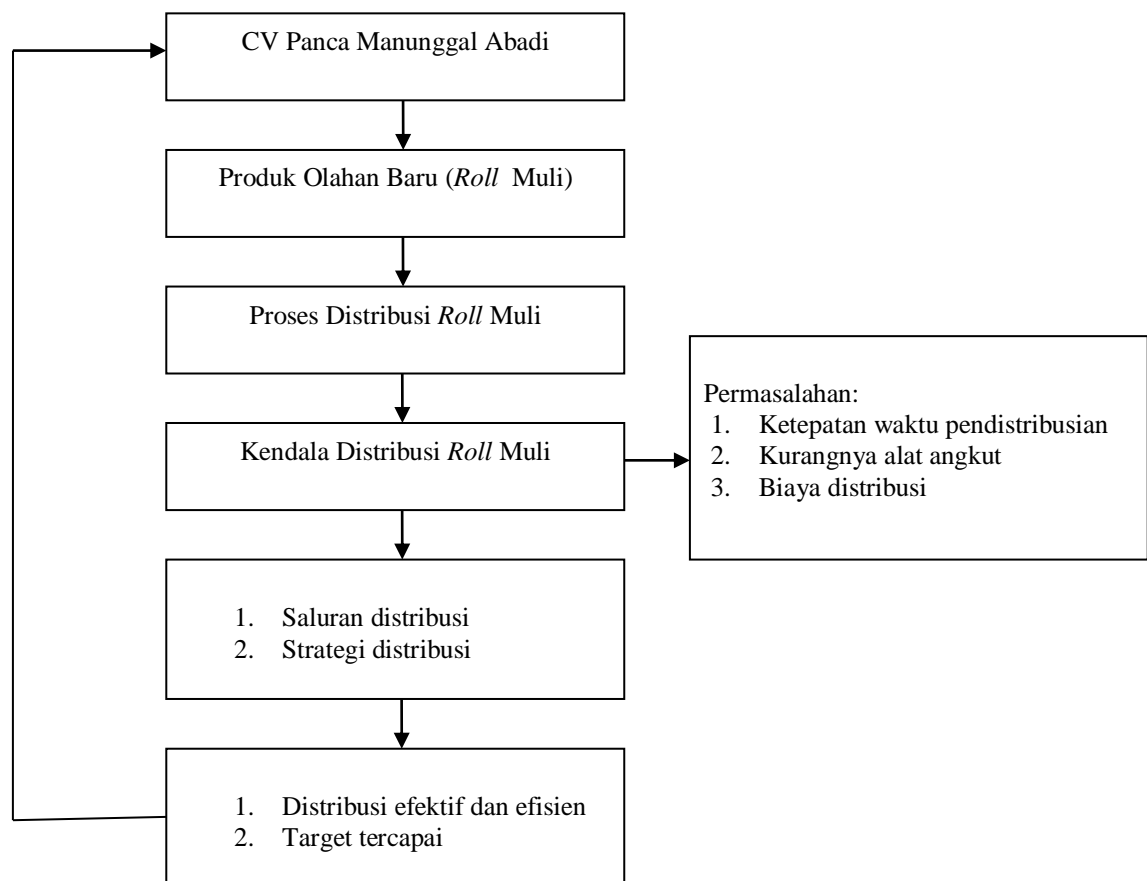 CV Panca Manunggal Abadi
Produk Olahan Baru (Roll Muli)
Proses Distribusi Roll Muli
Kendala Distribusi Roll Muli
Permasalahan:
1. Ketepatan waktu pendistribusian
2. Kurangnya alat angkut
3. Biaya distribusi
1. Saluran distribusi
2. Strategi distribusi
1. Distribusi efektif dan efisien
2. Target tercapai